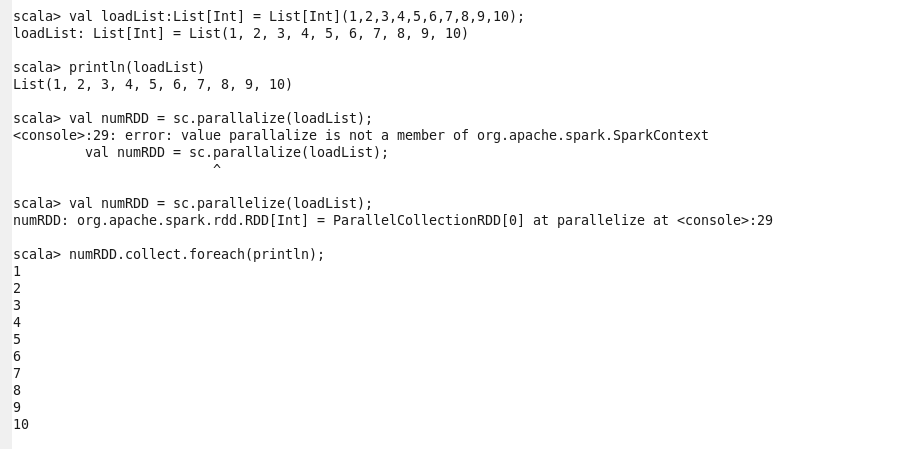 scala> val loadList:List[Int] = List[Int](1,2,3,4,5,6,7,8,9,10);
loadList: List[Int] = List(1, 2, 3, 4, 5, 6, 7, 8, 9, 10)
scala> println(loadList)
List(1, 2, 3, 4, 5, 6, 7, 8, 9, 10)
scala> val numRDD = sc.parallalize(loadList);
<console>:29: error: value parallalize is not a member of org.apache.spark.SparkContext
         val numRDD = sc.parallalize(loadList);
                         ^
scala> val numRDD = sc.parallelize(loadList);
numRDD: org.apache.spark.rdd.RDD[Int] = ParallelCollectionRDD[0] at parallelize at <console>:29
scala> numRDD.collect.foreach(println);
1
2
3
4
5
6
7
8
9
10